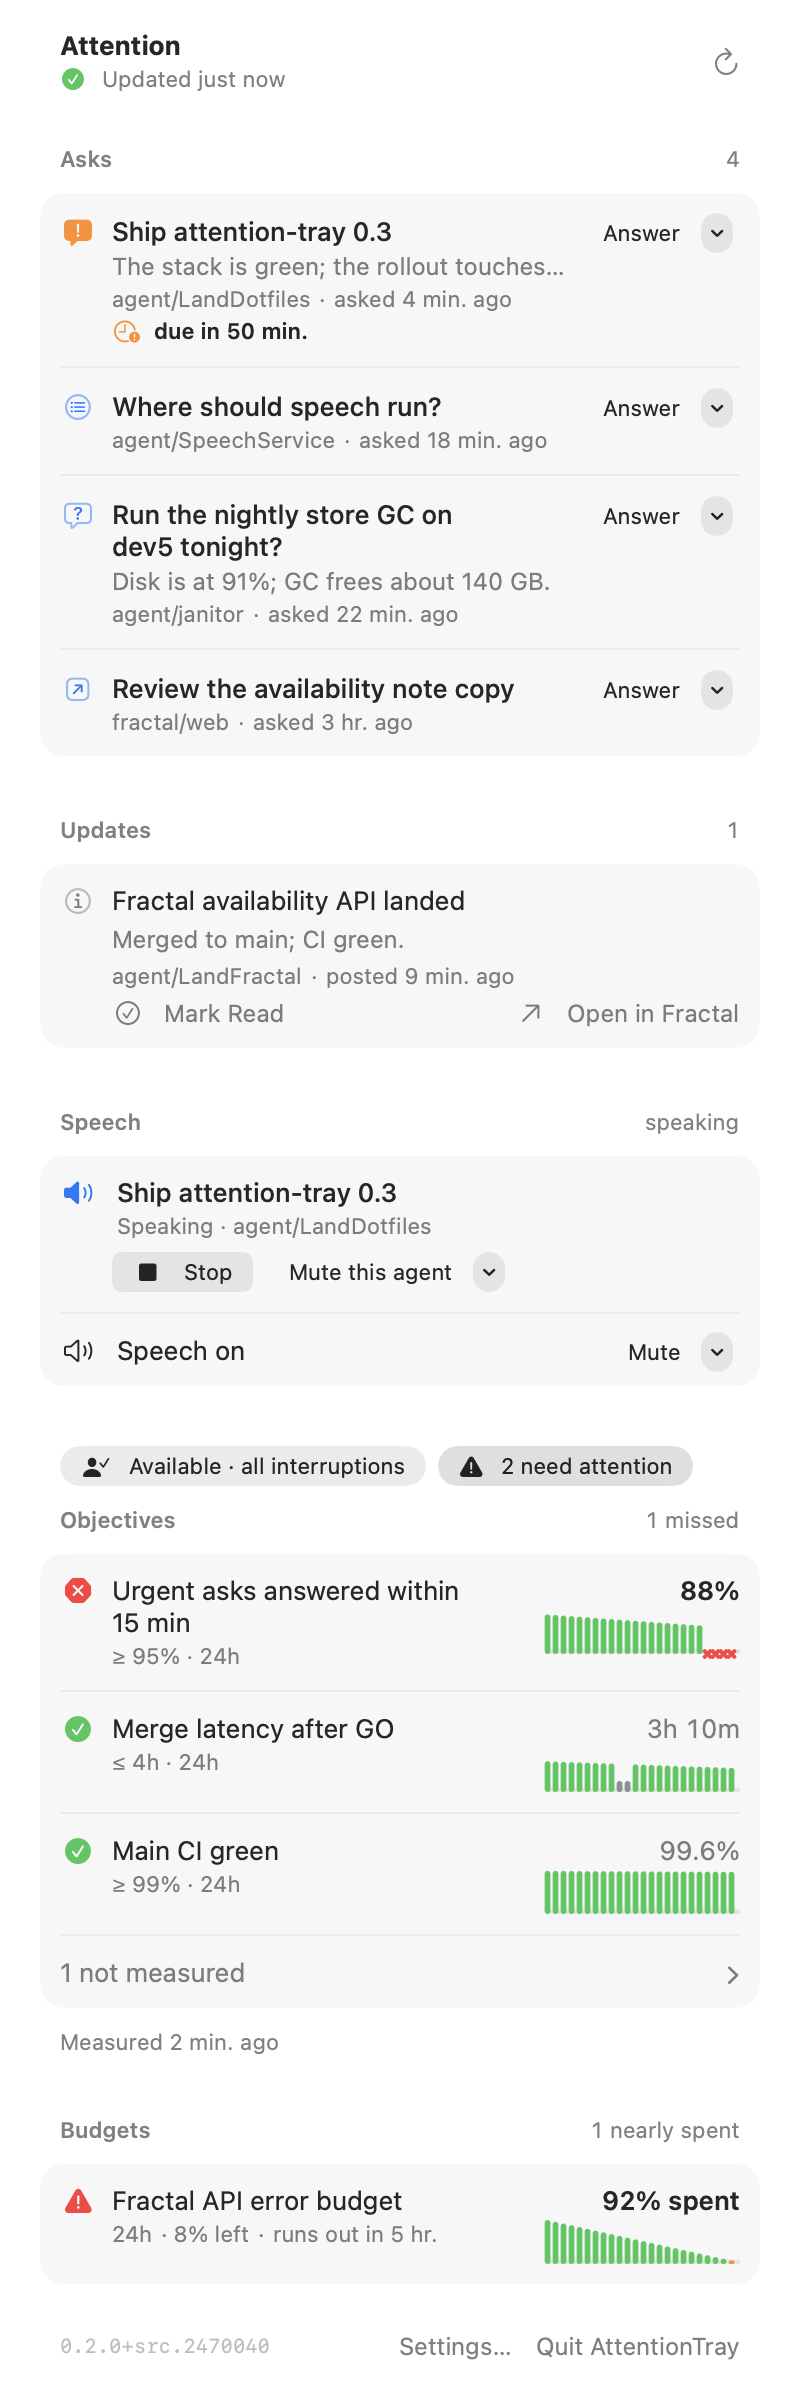 Attention
Updated just now
Asks 4
Ship attention-tray 0.3 Answer
The stack is green; the rollout touches...
agent/LandDotfiles · asked 4 min. ago
due in 50 min.
Where should speech run? Answer
agent/SpeechService · asked 18 min. ago
Run the nightly store GC on Answer
dev5 tonight?
Disk is at 91%; GC frees about 140 GB.
agent/janitor · asked 22 min. ago
Review the availability note copy Answer
fractal/web · asked 3 hr. ago
Updates 1
Fractal availability API landed
Merged to main; CI green.
agent/LandFractal · posted 9 min. ago
Mark Read Open in Fractal
Speech speaking
Ship attention-tray 0.3
Speaking · agent/LandDotfiles
Stop Mute this agent
Speech on Mute
Available · all interruptions 2 need attention
Objectives 1 missed
Urgent asks answered within 88%
15 min
≥ 95% · 24h
Merge latency after GO 3h 10m
≤ 4h · 24h
Main CI green 99.6%
≥ 99% · 24h
1 not measured
Measured 2 min. ago
Budgets 1 nearly spent
Fractal API error budget 92% spent
24h · 8% left · runs out in 5 hr.
0.2.0+src.2470040 Settings... Quit AttentionTray